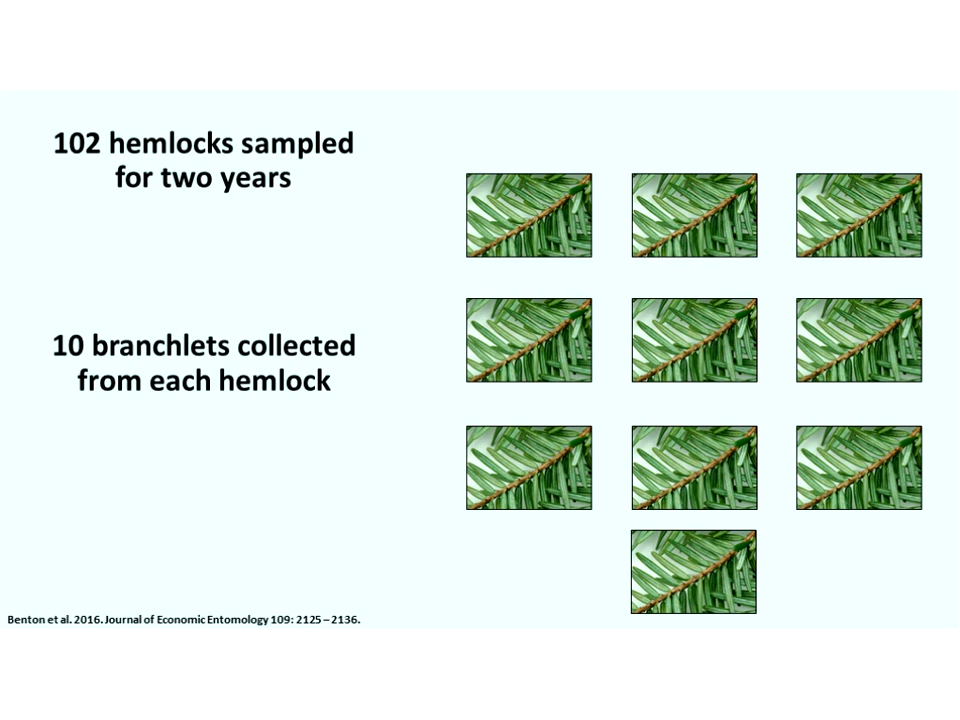 102 hemlocks sampled
for two years
10 branchlets collected
from each hemlock
Benton et al. 2016. Journal of Economic Entomology 109: 2125 – 2136.